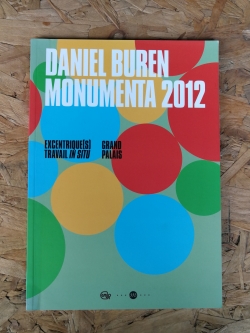 DANIEL BUREN
MONUMENTA 2012
EXCENTRIQUE(S) GRAND
TRAVAIL IN SITU PALAIS